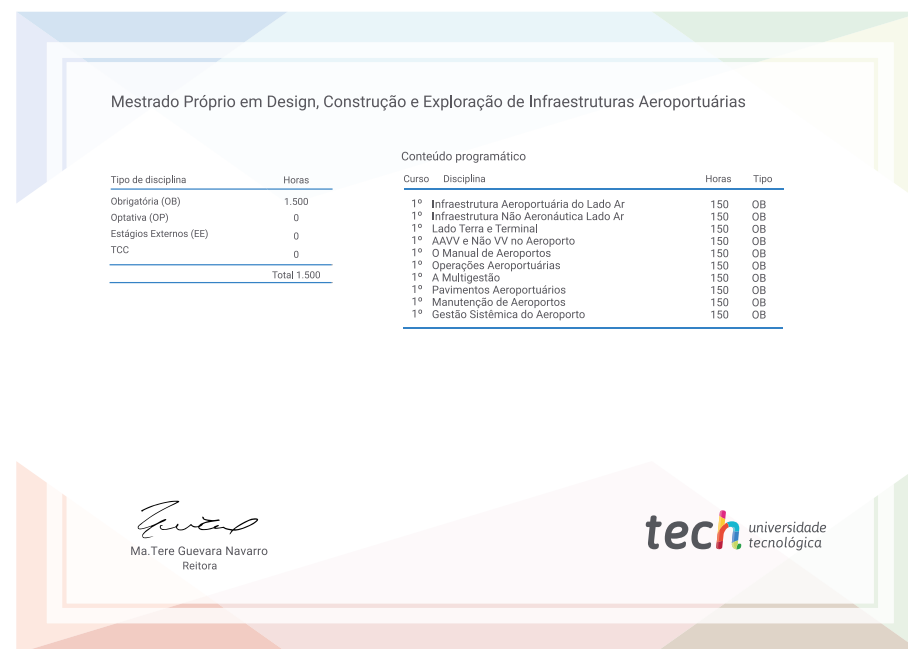 Mestrado Próprio em Design, Construção e Exploração de Infraestruturas Aeroportuárias
Tipo de disciplina Horas
Obrigatória (OB) 1.500
Optativa (OP) 0
Estágios Externos (EE) 0
TCC 0
Total 1.500
Conteúdo programático
Curso Disciplina Horas Tipo
1º Infraestrutura Aeroportuária do Lado Ar 150 OB
1º Infraestrutura Não Aeronáutica Lado Ar 150 OB
1º Lado Terra e Terminal 150 OB
1º AAVV e Não VV no Aeroporto 150 OB
1º O Manual de Aeroportos 150 OB
1º Operações Aeroportuárias 150 OB
1º A Multigestão 150 OB
1º Pavimentos Aeroportuários 150 OB
1º Manutenção de Aeroportos 150 OB
1º Gestão Sistêmica do Aeroporto 150 OB
Ma.Tere Guevara Navarro
Reitora
tech universidade
tecnológica